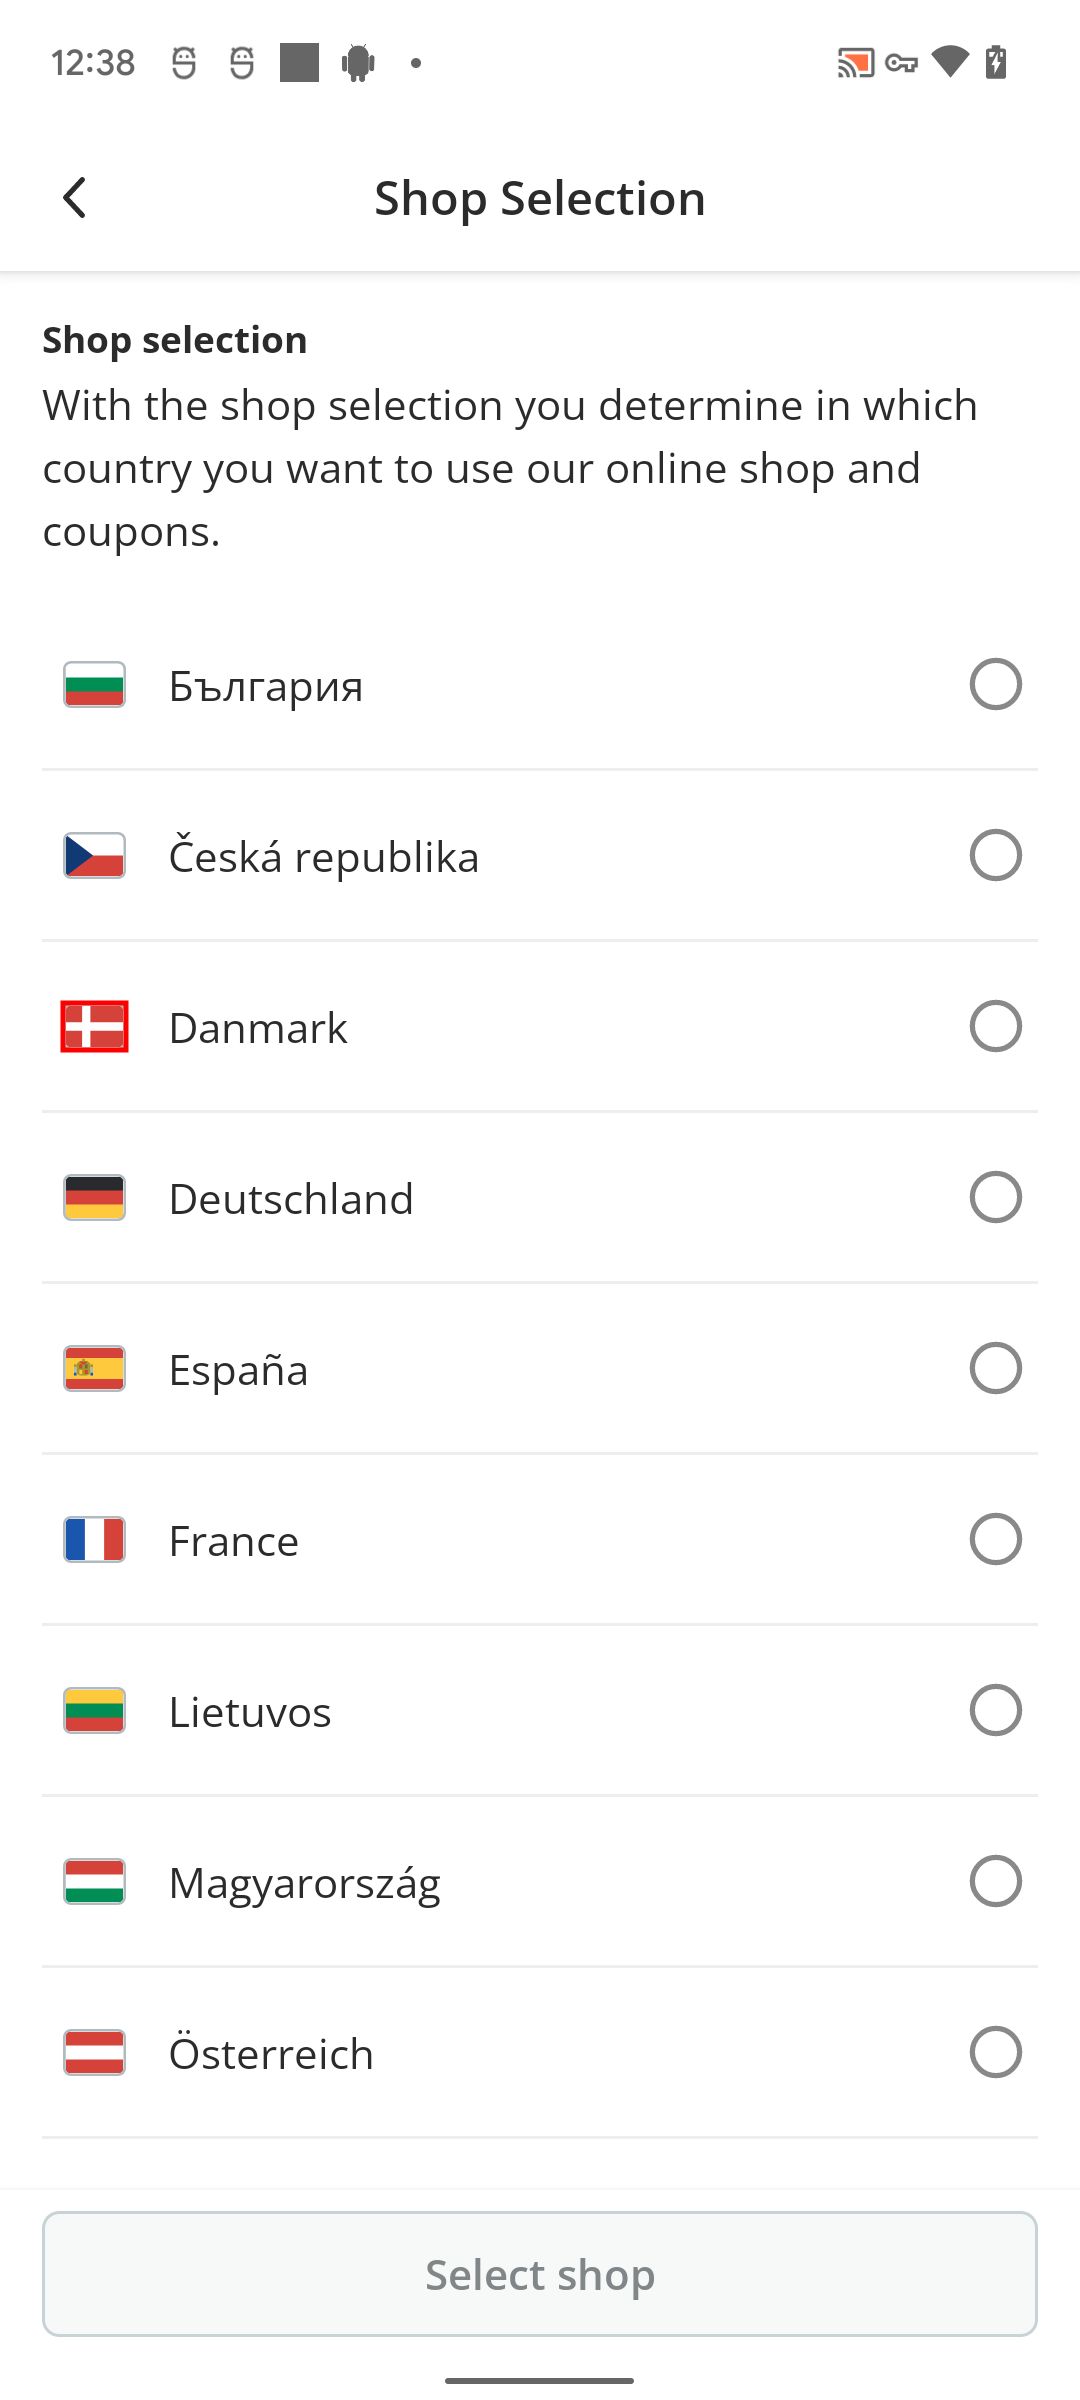 12:38
Shop Selection
Shop selection
With the shop selection you determine in which
country you want to use our online shop and
coupons.
България
Česká republika
Danmark
Deutschland
España
France
Lietuvos
Magyarország
Österreich
Select shop